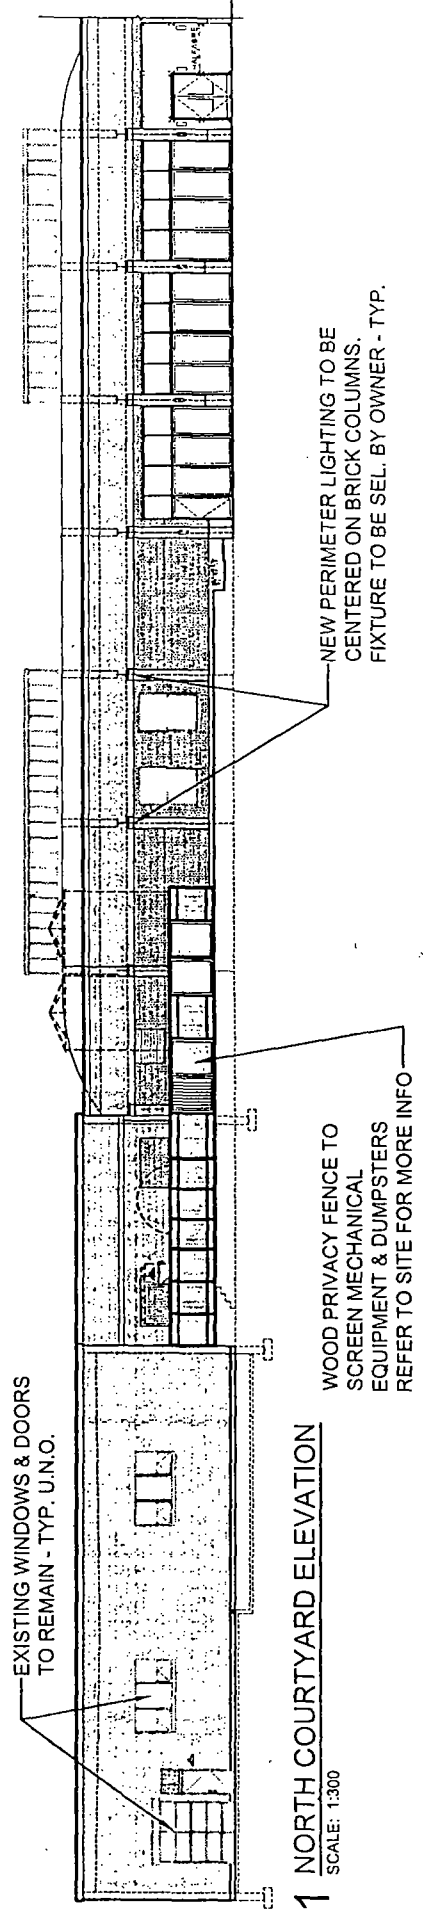 EXISTING WINDOWS & DOORS
TO REMAIN - TYP. U.N.O.
WOOD PRIVACY FENCE TO
SCREEN MECHANICAL
EQUIPMENT & DUMPSTERS
REFER TO SITE FOR MORE INFO
NEW PERIMETER LIGHTING TO BE
CENTERED ON BRICK COLUMNS.
FIXTURE TO BE SEL. BY OWNER - TYP.
1 NORTH COURTYARD ELEVATION
SCALE: 1:300